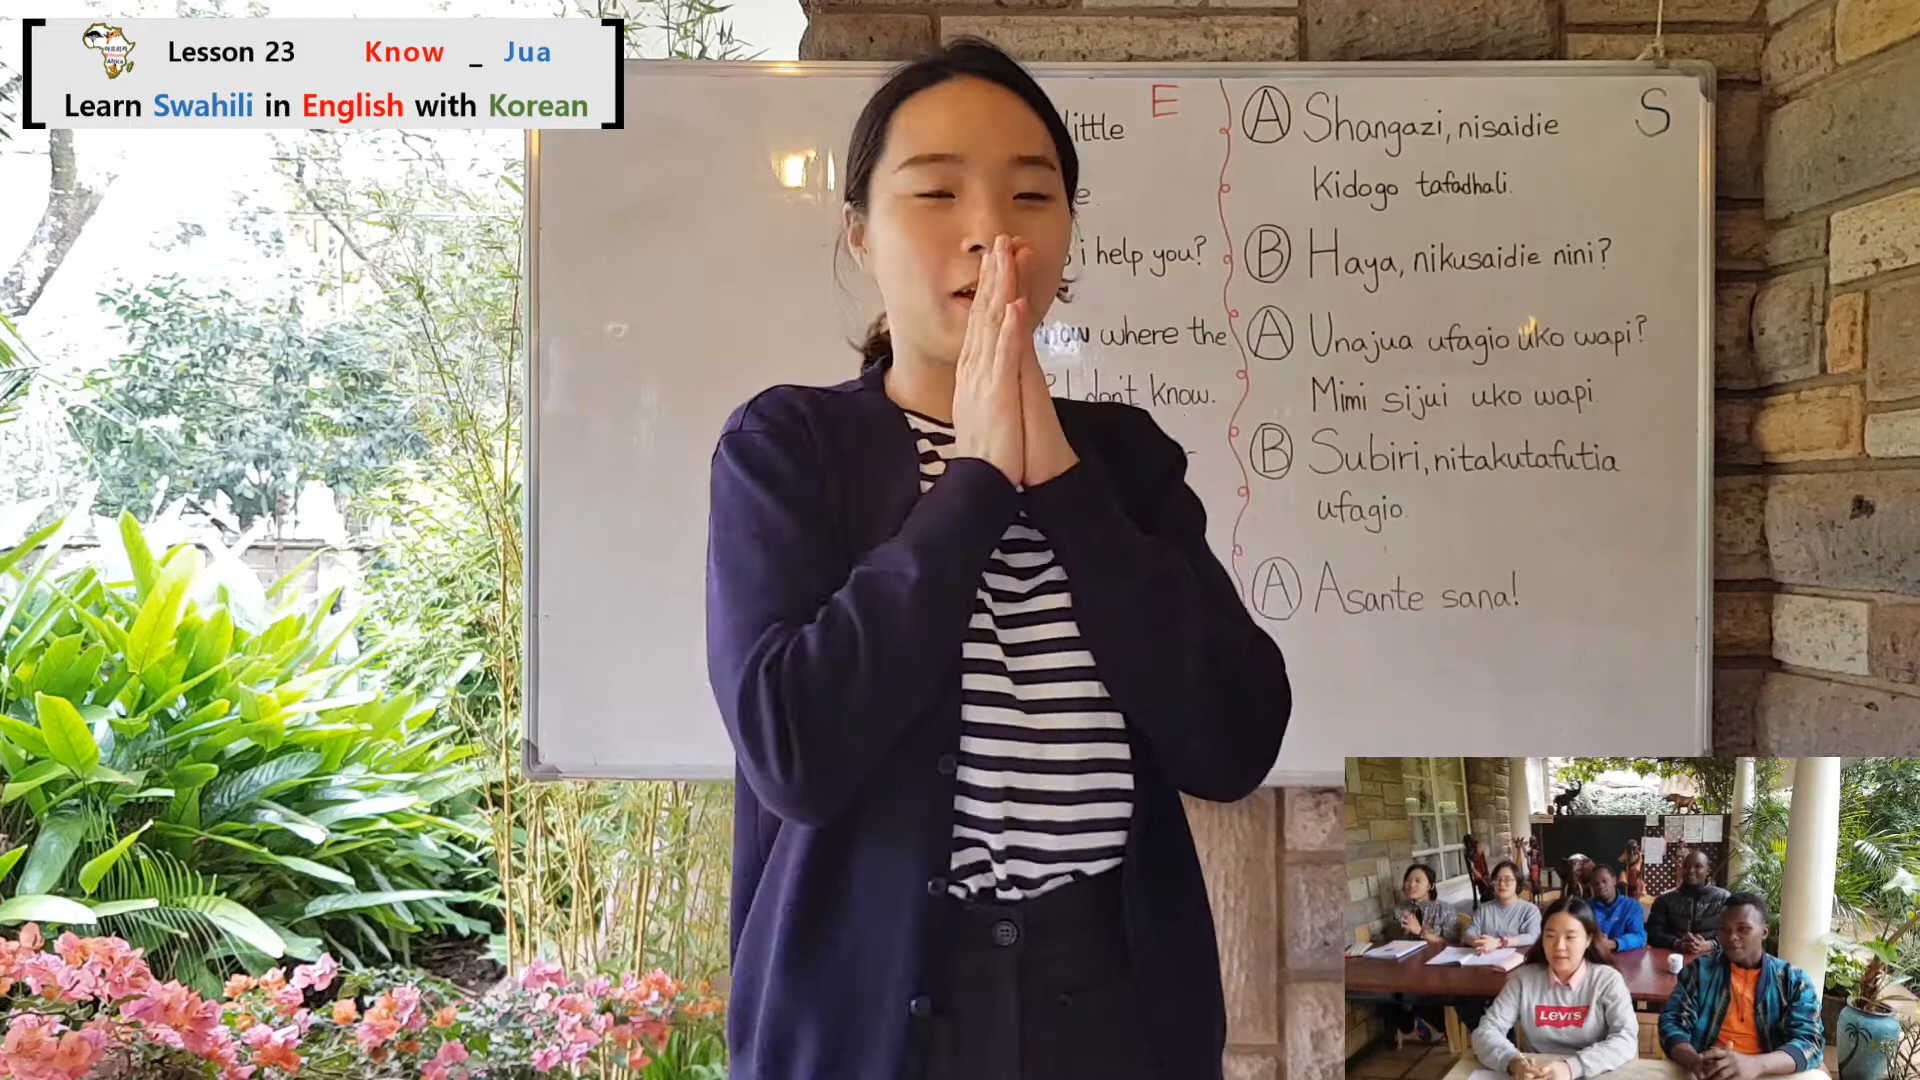 Lesson 23 Know _ Jua
Learn Swahili in English with Korean
E
little
i help you?
where the
don't know.
S
A Shangazi, nisaidie
kidogo tafadhali.
B Haya, nikusaidie nini?
A Unajua ufagio uko wapi?
Mimi sijui uko wapi.
B Subiri, nitakutafutia
ufagio.
A Asante sana!
LEVI'S